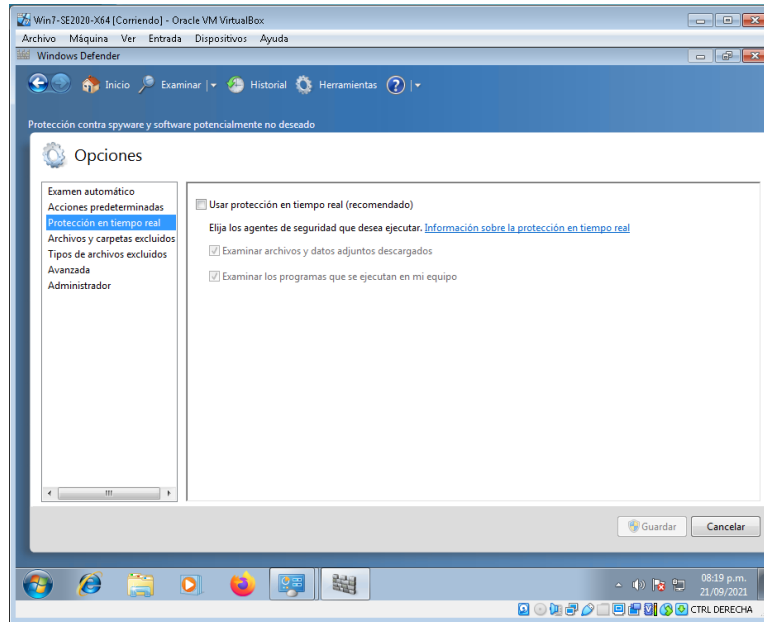 Win7-SE2020-X64 [Corriendo] - Oracle VM VirtualBox
Archivo Máquina Ver Entrada Dispositivos Ayuda
Windows Defender
Inicio Examinar Historial Herramientas ?
Protección contra spyware y software potencialmente no deseado
Opciones
Examen automático
Acciones predeterminadas
Protección en tiempo real
Archivos y carpetas excluidos
Tipos de archivos excluidos
Avanzada
Administrador
Usar protección en tiempo real (recomendado)
Elija los agentes de seguridad que desea ejecutar. Información sobre la protección en tiempo real
Examinar archivos y datos adjuntos descargados
Examinar los programas que se ejecutan en mi equipo
Guardar Cancelar
08:19 p.m.
21/09/2021
CTRL DERECHA